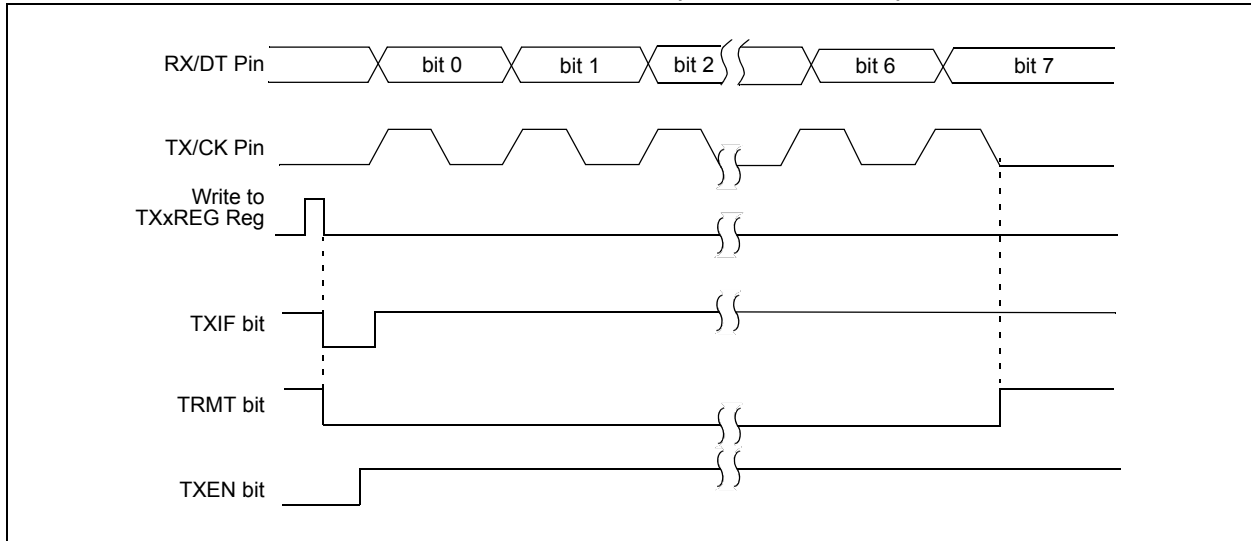 RX/DT Pin
bit 0
bit 1
bit 2
bit 6
bit 7
TX/CK Pin
Write to
TXxREG Reg
TXIF bit
TRMT bit
TXEN bit